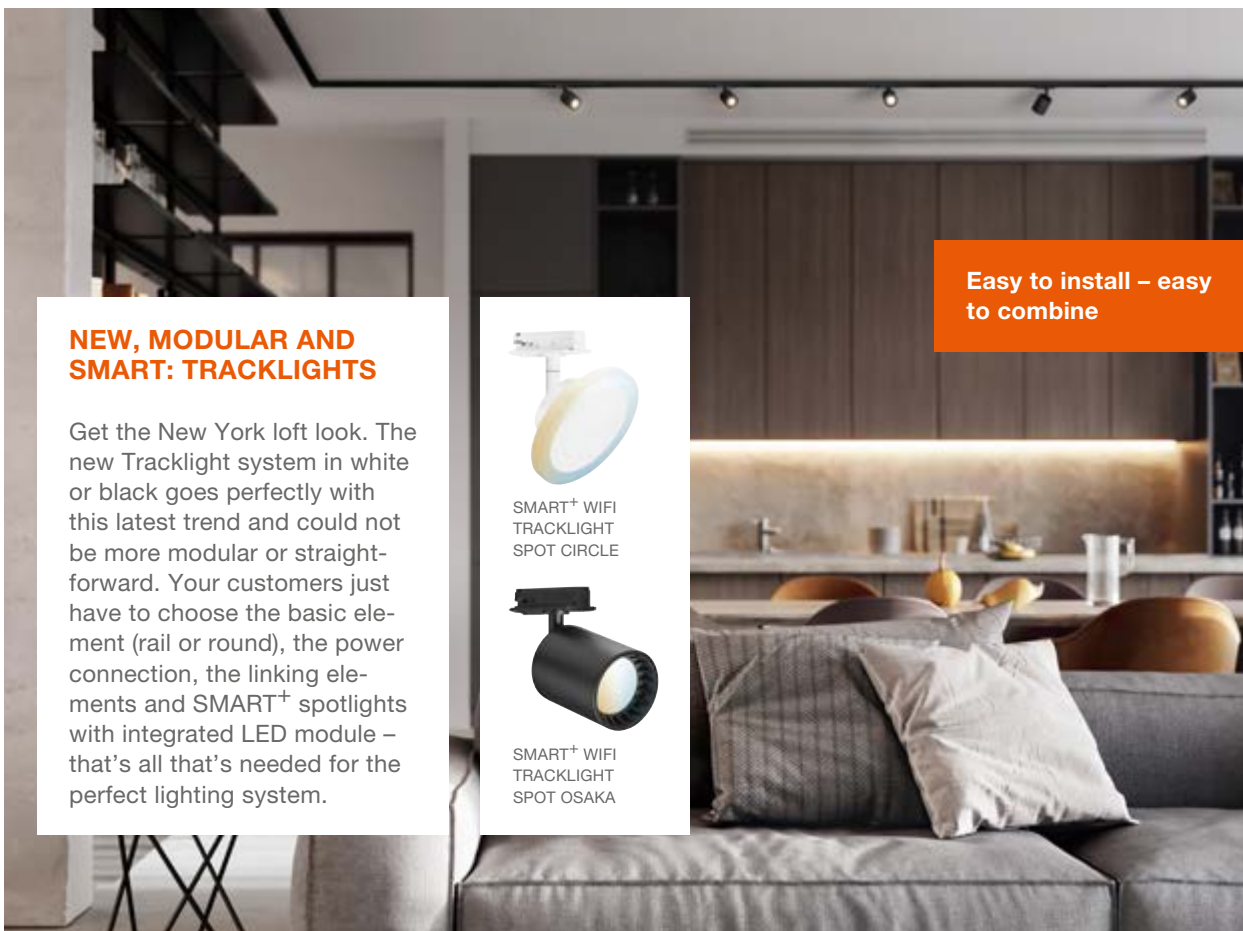 NEW, MODULAR AND
SMART: TRACKLIGHTS
Get the New York loft look. The
new Tracklight system in white
or black goes perfectly with
this latest trend and could not
be more modular or straight-
forward. Your customers just
have to choose the basic ele-
ment (rail or round), the power
connection, the linking ele-
ments and SMART+ spotlights
with integrated LED module –
that's all that's needed for the
perfect lighting system.
SMART+ WIFI
TRACKLIGHT
SPOT CIRCLE
SMART+ WIFI
TRACKLIGHT
SPOT OSAKA
Easy to install – easy
to combine